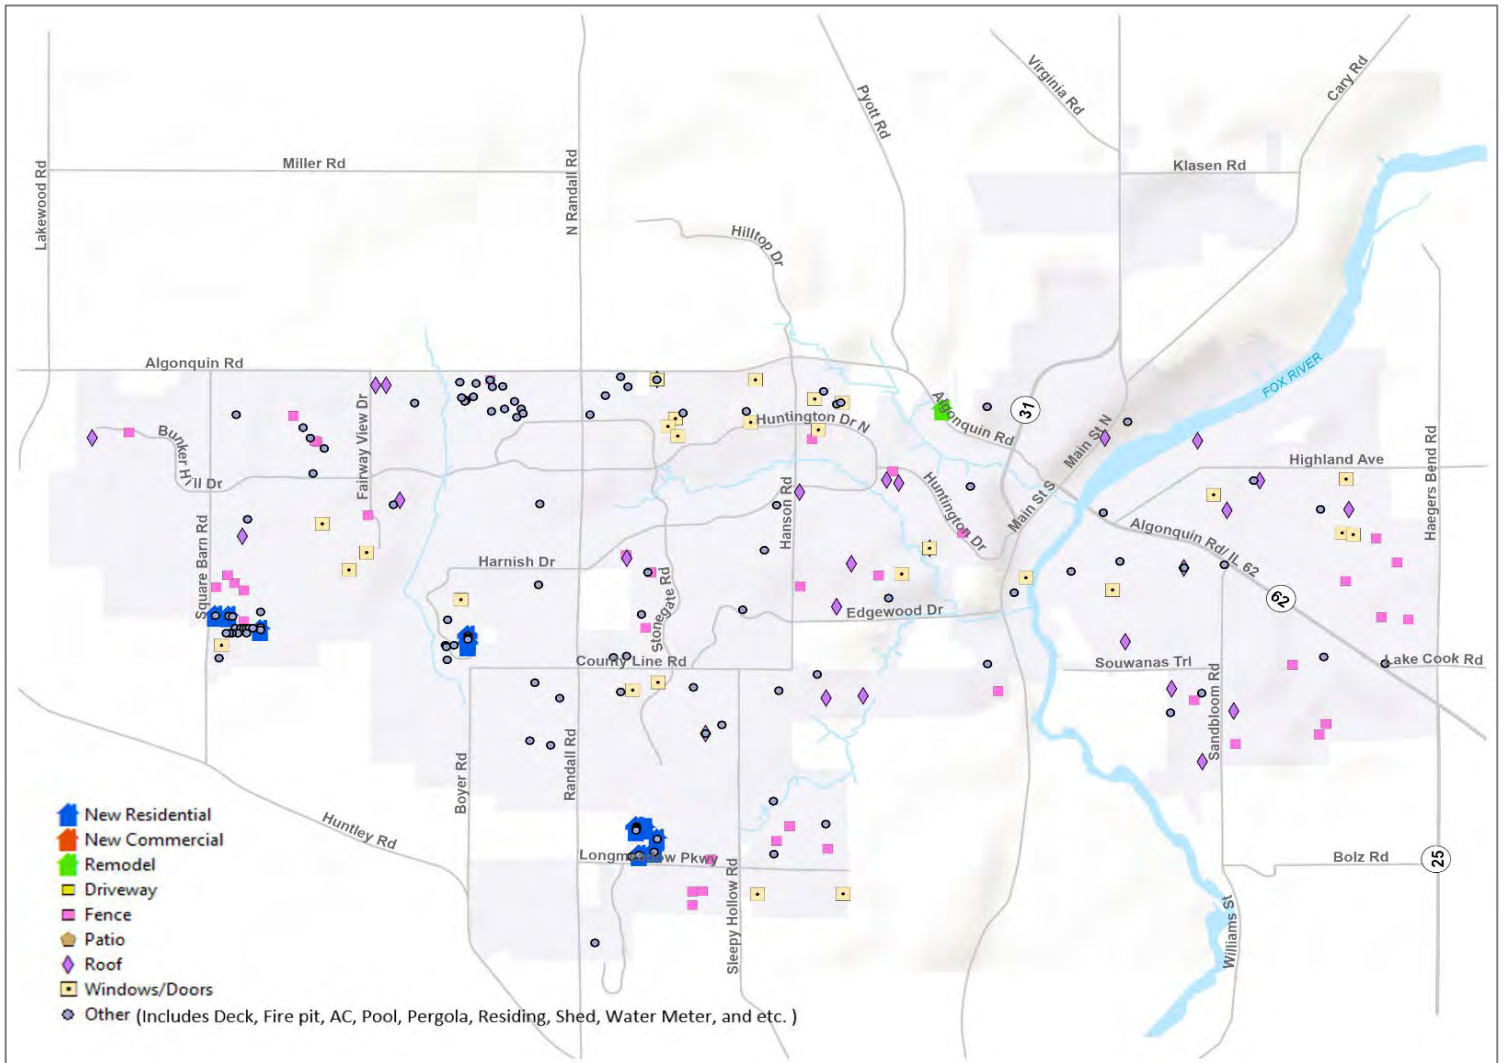 Virginia Rd
Cary Rd
Pyott Rd
Miller Rd
Klasen Rd
Lakewood Rd
N Randall Rd
Hilltop Dr
Algonquin Rd
FOX RIVER
31
Algonquin Rd
Main St N
Huntington Dr N
Fairway View Dr
Bunker Hill Dr
Highland Ave
Haegers Bend Rd
Huntington Dr
Main St S
Hanson Rd
Algonquin Rd/ IL 62
Square Barn Rd
Harnish Dr
Stonegate Rd
Edgewood Dr
62
County Line Rd
Souwanas Trl
Lake Cook Rd
Sandbloom Rd
Boyer Rd
Randall Rd
Huntley Rd
Longmeadow Pkwy
Sleepy Hollow Rd
Bolz Rd
25
Williams St
New Residential
New Commercial
Remodel
Driveway
Fence
Patio
Roof
Windows/Doors
Other (Includes Deck, Fire pit, AC, Pool, Pergola, Residing, Shed, Water Meter, and etc. )